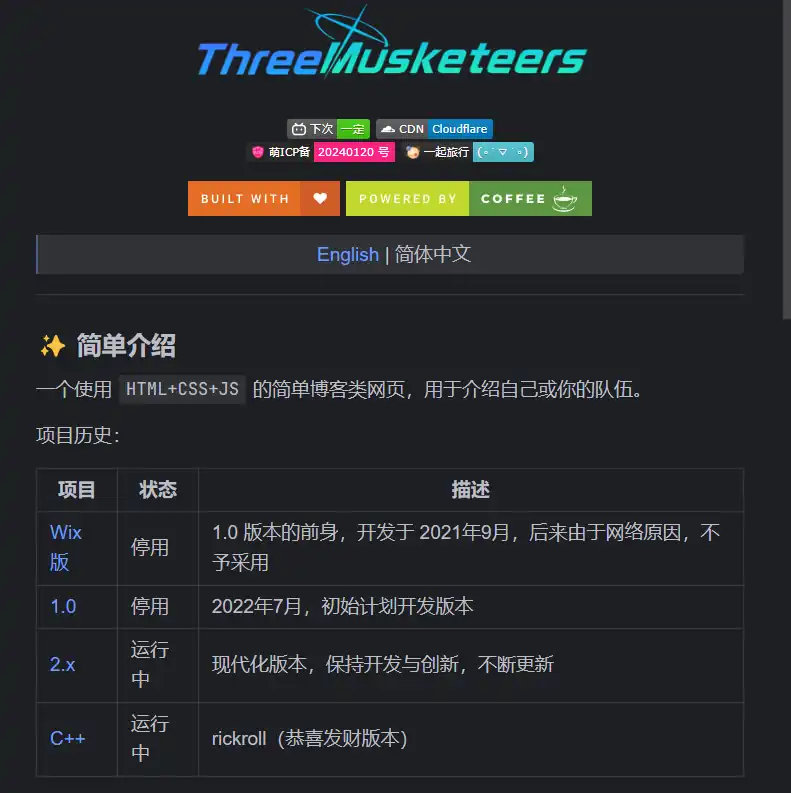 ThreeMusketeers
下次 一定 CDN Cloudflare
萌ICP备 20240120 号 一起旅行 (｡ˊ▽ˋ｡)
BUILT WITH POWERED BY COFFEE
English | 简体中文
✨ 简单介绍
一个使用 HTML+CSS+JS 的简单博客类网页，用于介绍自己或你的队伍。
项目历史：
项目 状态 描述
Wix
版
停用
1.0 版本的前身，开发于 2021年9月，后来由于网络原因，不
予采用
1.0 停用 2022年7月，初始计划开发版本
2.x
运行
中
现代化版本，保持开发与创新，不断更新
C++
运行
中
rickroll（恭喜发财版本）